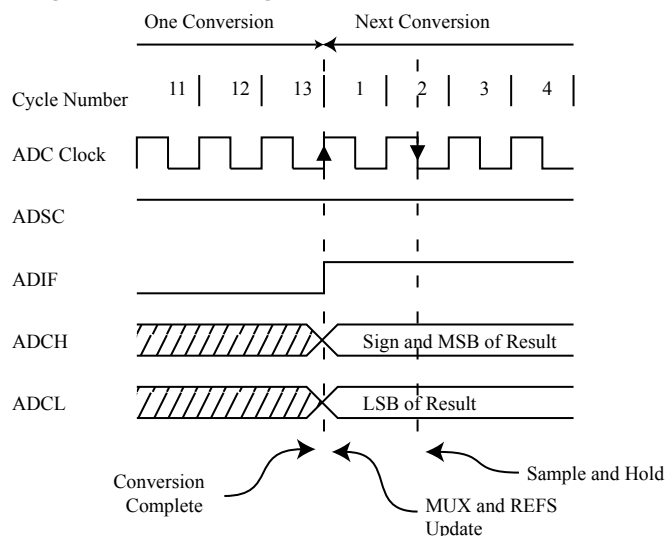 One Conversion Next Conversion
Cycle Number 11 12 13 1 2 3 4
ADC Clock
ADSC
ADIF
ADCH Sign and MSB of Result
ADCL LSB of Result
Conversion
Complete
MUX and REFS
Update
Sample and Hold